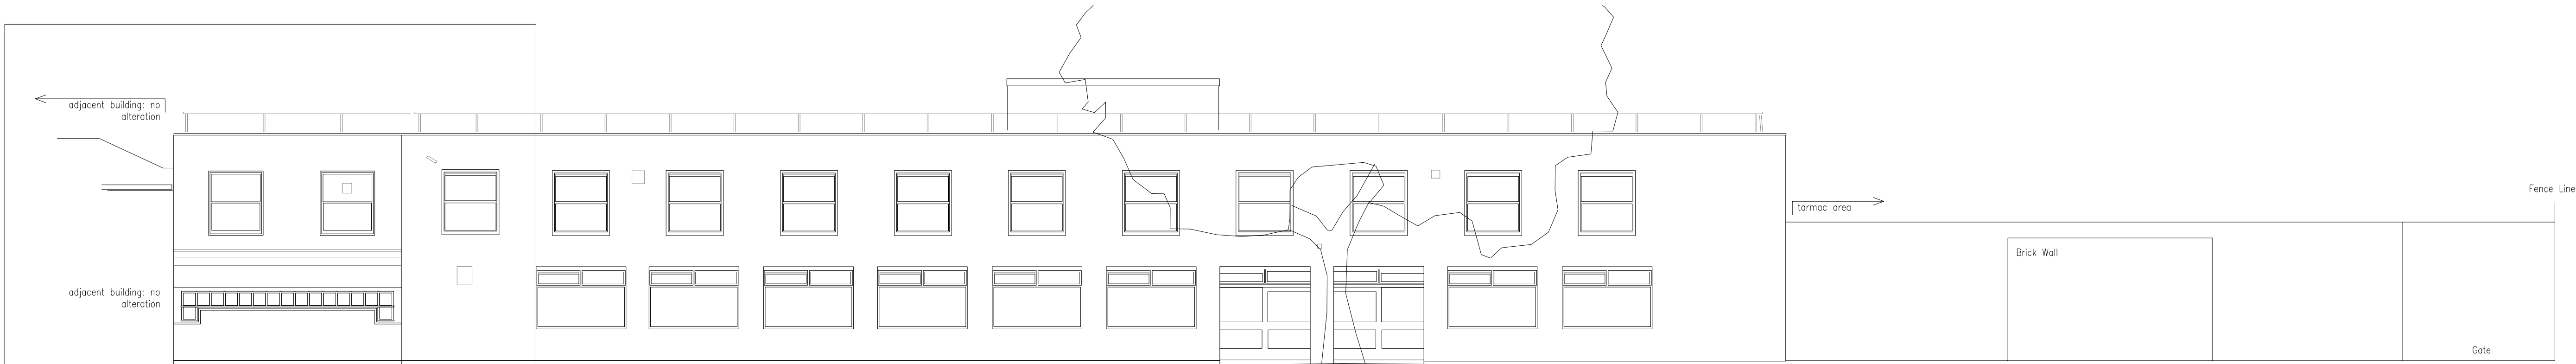 adjacent building: no
alteration
tarmac area
Fence Line
Brick Wall
adjacent building: no
alteration
Gate